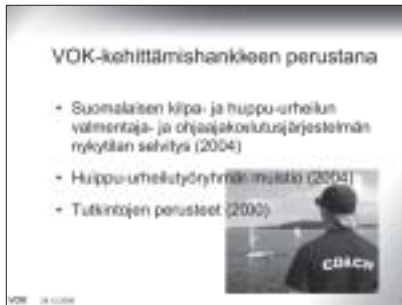 VOK-kehittämishankkeen perustana
• Suomalaisen kilpa- ja huppu-urheilun
valmentaja- ja ohjaajakoulutusjärjestelmän
nykytilan selvitys (2004)
• Huippu-urheilutyöryhmän muistio (2004)
• Tutkintojen perusteet (2000)
COACH
VOK